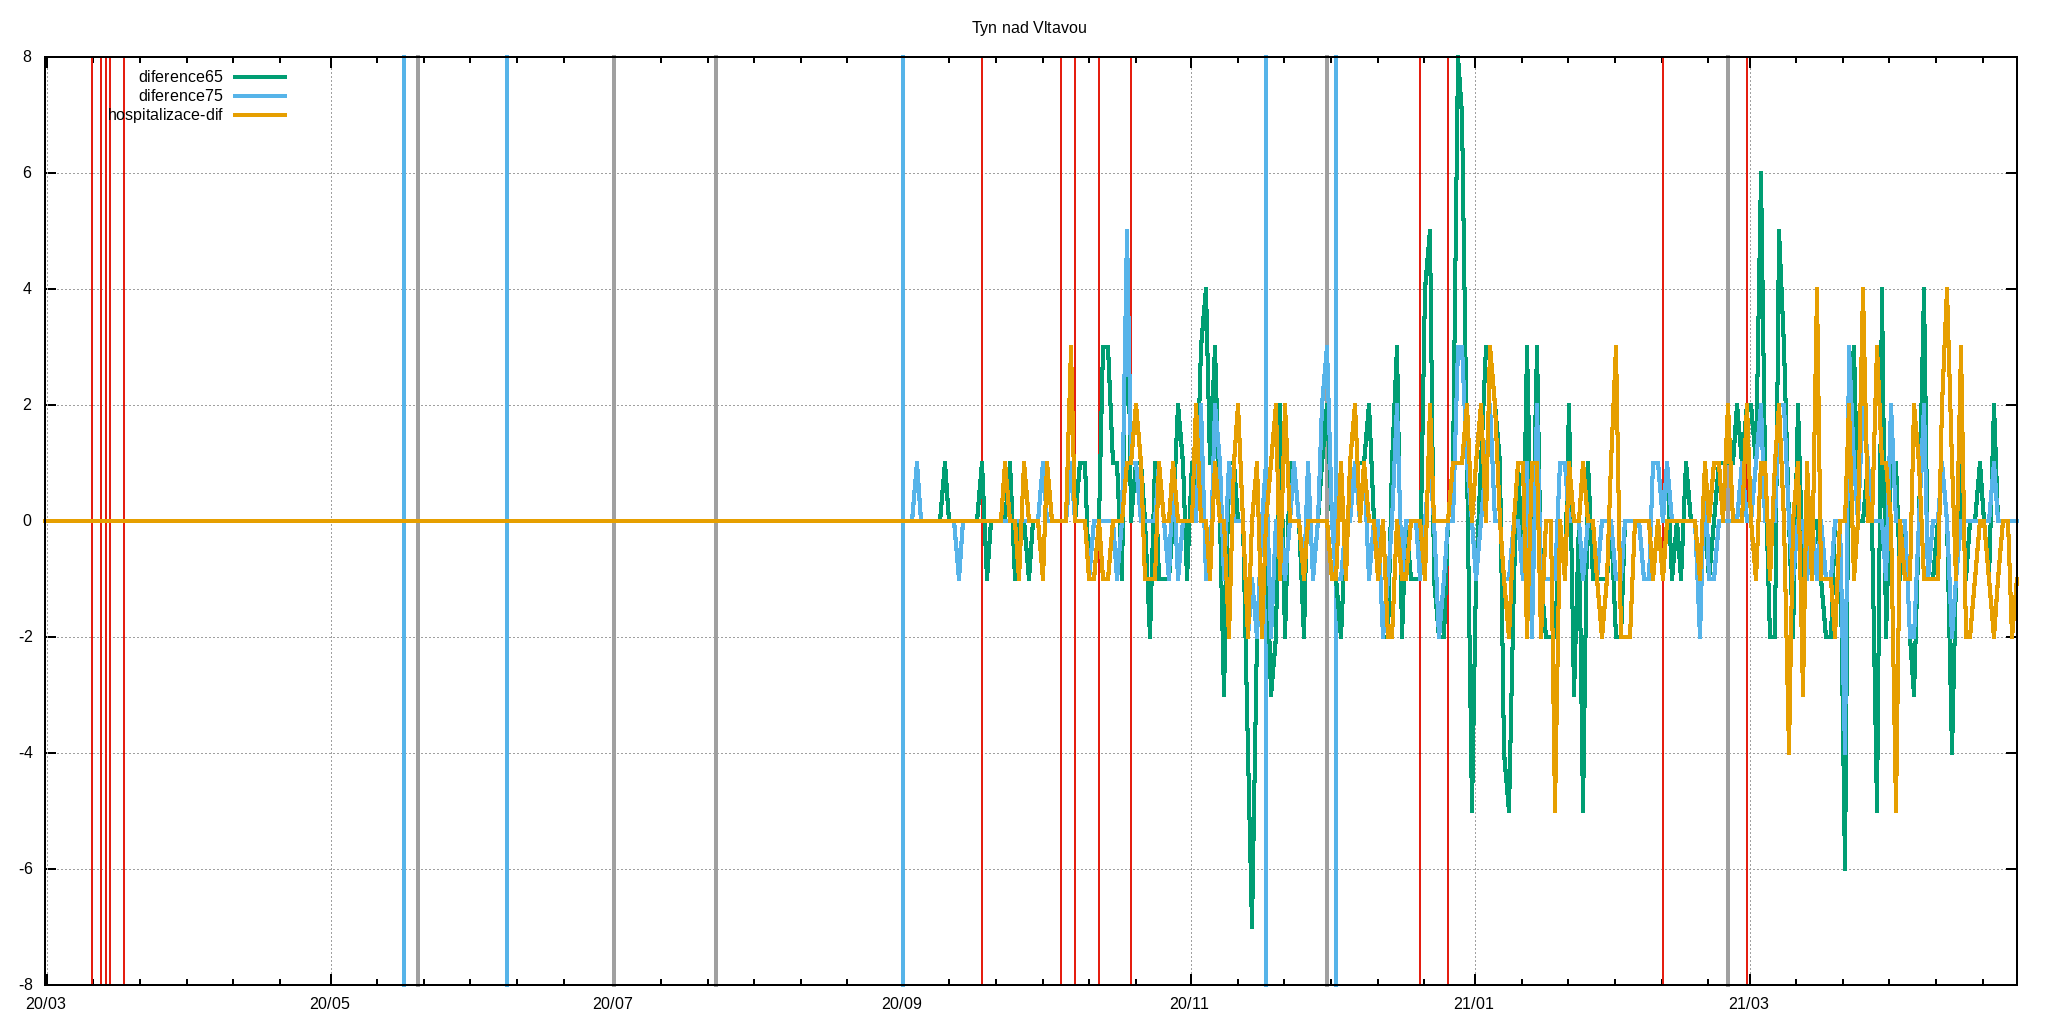 Tyn nad Vltavou
diference65
diference75
hospitalizace-dif
8
6
4
2
0
-2
-4
-6
-8
20/03 20/05 20/07 20/09 20/11 21/01 21/03